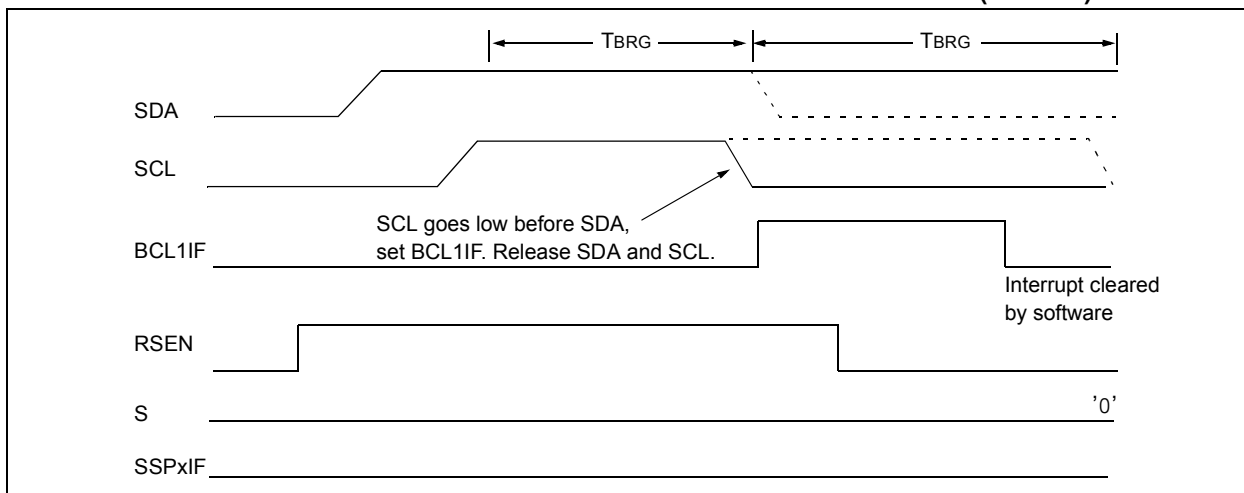 TBRG TBRG
SDA
SCL
SCL goes low before SDA,
set BCL1IF. Release SDA and SCL.
BCL1IF
Interrupt cleared
by software
RSEN
S
'0'
SSPxIF